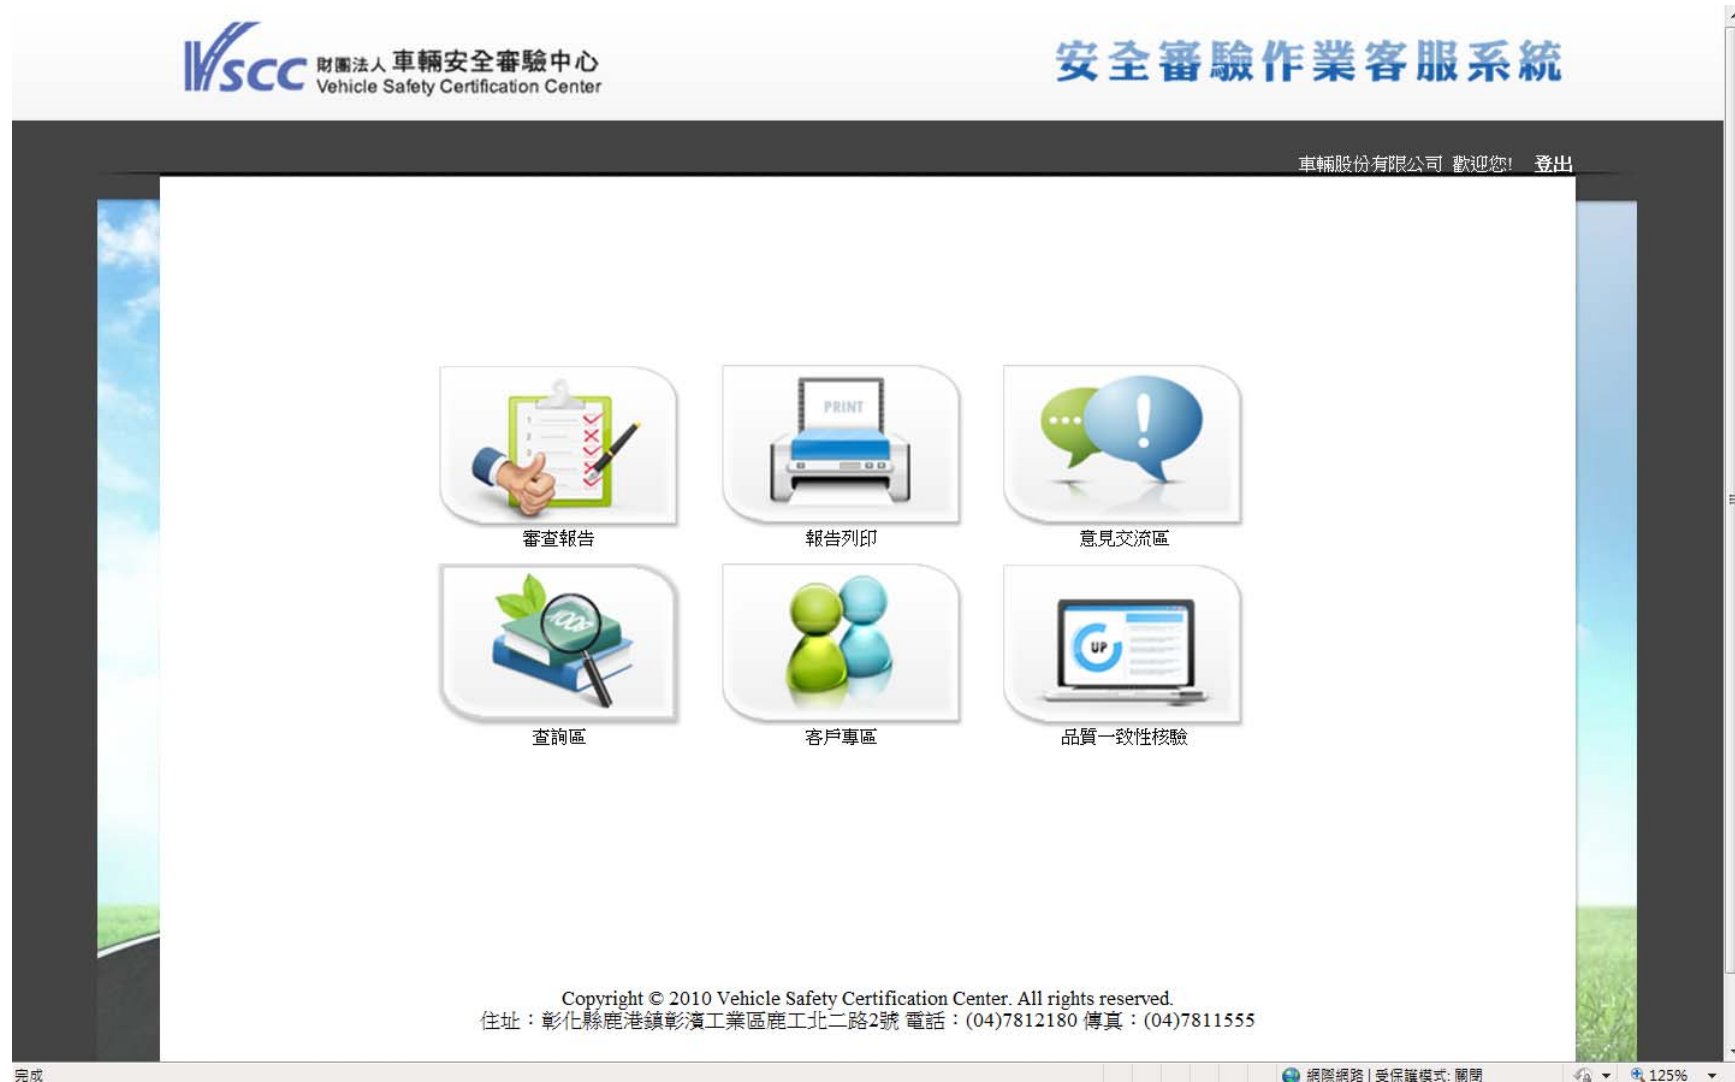 VSCC 財團法人 車輛安全審驗中心
Vehicle Safety Certification Center
安全審驗作業客服系統
車輛股份有限公司 歡迎您! 登出
1
2
3
PRINT
審查報告
報告列印
意見交流區
BOOK
UP
查詢區
客戶專區
品質一致性核驗
Copyright © 2010 Vehicle Safety Certification Center. All rights reserved.
住址：彰化縣鹿港鎮彰濱工業區鹿工北二路2號 電話：(04)7812180 傳真：(04)7811555
完成
網際網路 | 受保護模式: 關閉
125%